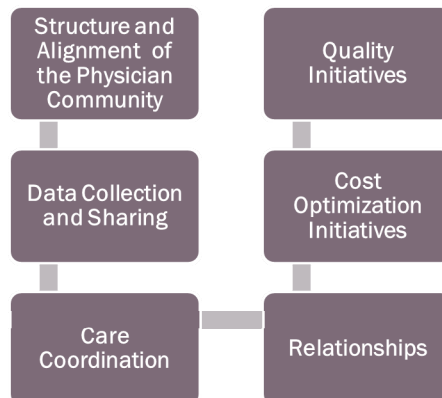 Structure and
Alignment of
the Physician
Community
Data Collection
and Sharing
Care
Coordination
Relationships
Cost
Optimization
Initiatives
Quality
Initiatives